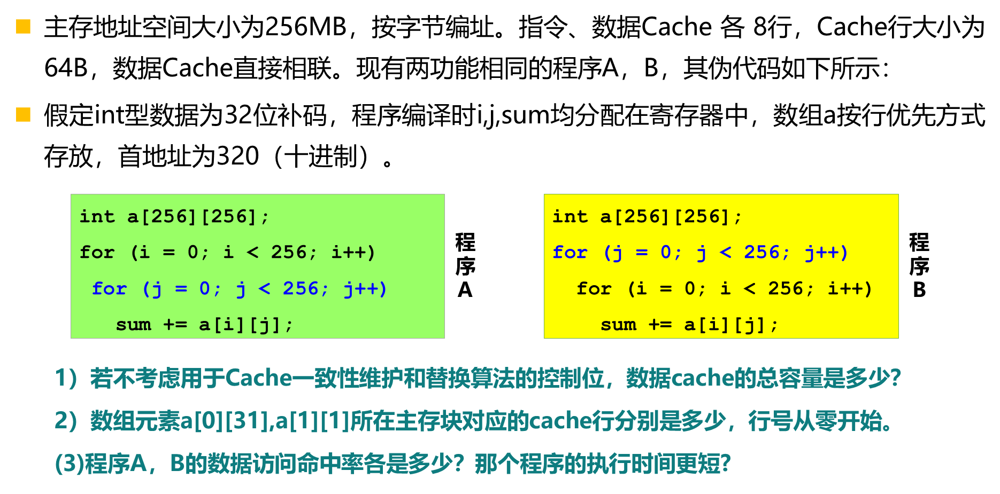 主存地址空间大小为256MB，按字节编址。指令、数据Cache 各 8行，Cache行大小为
64B，数据Cache直接相联。现有两功能相同的程序A，B，其伪代码如下所示：
假定int型数据为32位补码，程序编译时i,j,sum均分配在寄存器中，数组a按行优先方式
存放，首地址为320（十进制）。
int a[256][256];
for (i = 0; i < 256; i++)
for (j = 0; j < 256; j++)
sum += a[i][j];
程
序
A
int a[256][256];
for (j = 0; j < 256; j++)
for (i = 0; i < 256; i++)
sum += a[i][j];
程
序
B
1）若不考虑用于Cache一致性维护和替换算法的控制位，数据cache的总容量是多少？
2）数组元素a[0][31],a[1][1]所在主存块对应的cache行分别是多少，行号从零开始。
(3)程序A，B的数据访问命中率各是多少？那个程序的执行时间更短?